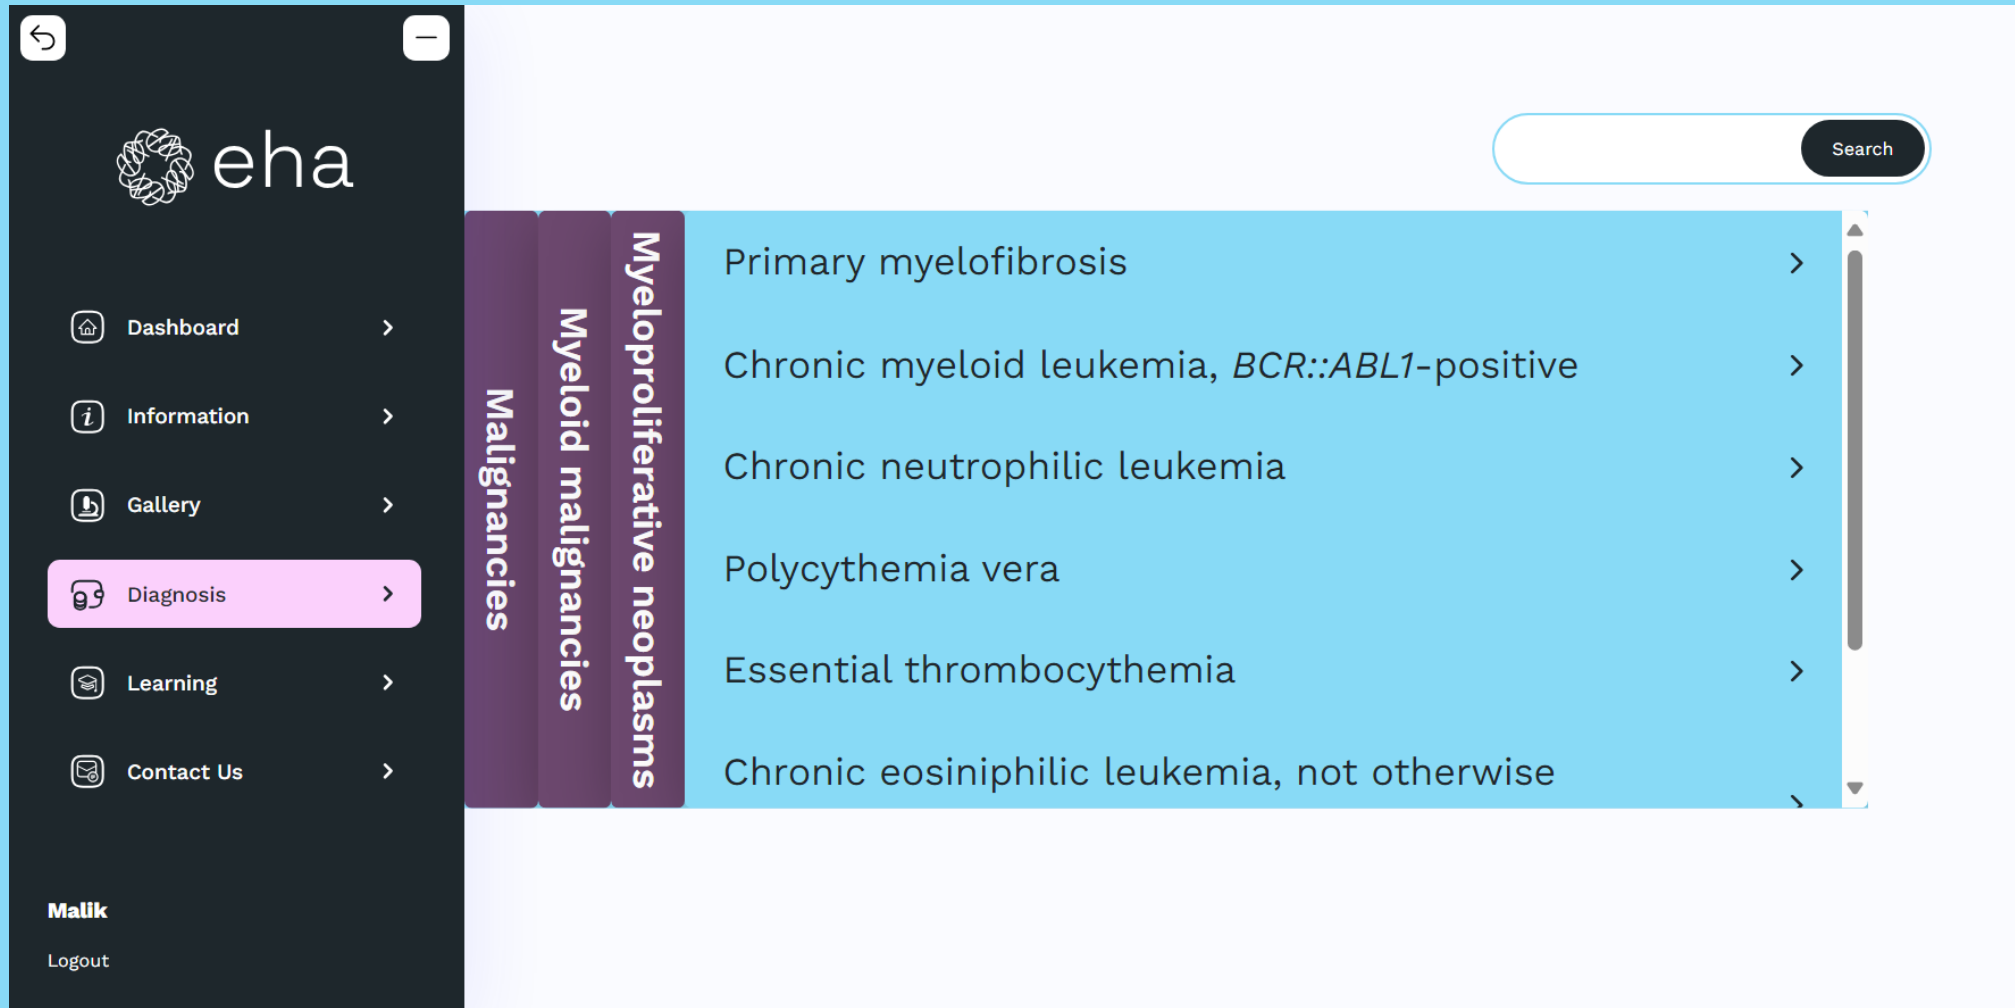 eha
Dashboard
Information
Gallery
Diagnosis
Learning
Contact Us
Malik
Logout
Search
Malignancies
Myeloid malignancies
Myeloproliferative neoplasms
Primary myelofibrosis
Chronic myeloid leukemia, BCR::ABL1-positive
Chronic neutrophilic leukemia
Polycythemia vera
Essential thrombocythemia
Chronic eosiniphilic leukemia, not otherwise